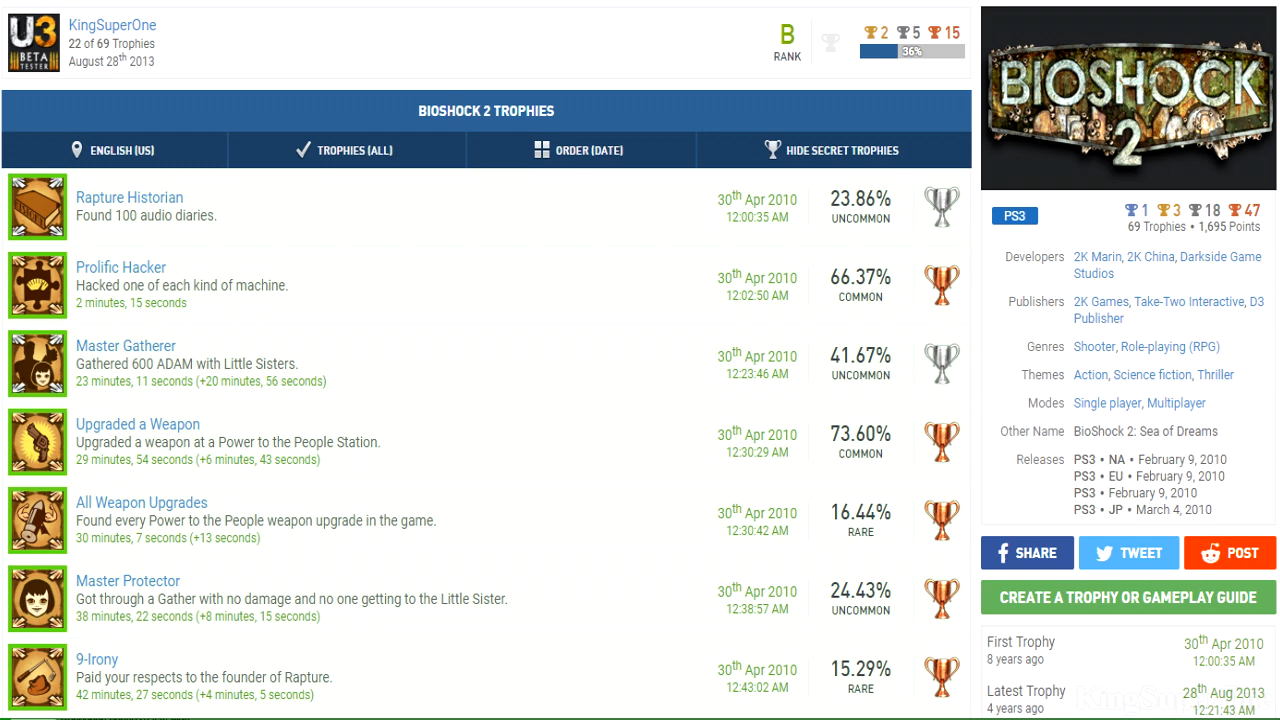 U3
BETA
TESTER
KingSuperOne
22 of 69 Trophies
August 28th 2013
B
RANK
2 5 15
36%
BIOSHOCK 2 TROPHIES
ENGLISH (US) TROPHIES (ALL) ORDER (DATE) HIDE SECRET TROPHIES
Rapture Historian
Found 100 audio diaries.
30th Apr 2010
12:00:35 AM
23.86%
UNCOMMON
Prolific Hacker
Hacked one of each kind of machine.
2 minutes, 15 seconds
30th Apr 2010
12:02:50 AM
66.37%
COMMON
Master Gatherer
Gathered 600 ADAM with Little Sisters.
23 minutes, 11 seconds (+20 minutes, 56 seconds)
30th Apr 2010
12:23:46 AM
41.67%
UNCOMMON
Upgraded a Weapon
Upgraded a weapon at a Power to the People Station.
29 minutes, 54 seconds (+6 minutes, 43 seconds)
30th Apr 2010
12:30:29 AM
73.60%
COMMON
All Weapon Upgrades
Found every Power to the People weapon upgrade in the game.
30 minutes, 7 seconds (+13 seconds)
30th Apr 2010
12:30:42 AM
16.44%
RARE
Master Protector
Got through a Gather with no damage and no one getting to the Little Sister.
38 minutes, 22 seconds (+8 minutes, 15 seconds)
30th Apr 2010
12:38:57 AM
24.43%
UNCOMMON
9-Irony
Paid your respects to the founder of Rapture.
42 minutes, 27 seconds (+4 minutes, 5 seconds)
30th Apr 2010
12:43:02 AM
15.29%
RARE
BIOSHOCK
2
PS3
1 3 18 47
69 Trophies • 1,695 Points
Developers 2K Marin, 2K China, Darkside Game
Studios
Publishers 2K Games, Take-Two Interactive, D3
Publisher
Genres Shooter, Role-playing (RPG)
Themes Action, Science fiction, Thriller
Modes Single player, Multiplayer
Other Name BioShock 2: Sea of Dreams
Releases PS3 • NA • February 9, 2010
PS3 • EU • February 9, 2010
PS3 • February 9, 2010
PS3 • JP • March 4, 2010
SHARE TWEET POST
CREATE A TROPHY OR GAMEPLAY GUIDE
First Trophy
8 years ago
30th Apr 2010
12:00:35 AM
Latest Trophy
4 years ago
28th Aug 2013
12:21:43 AM